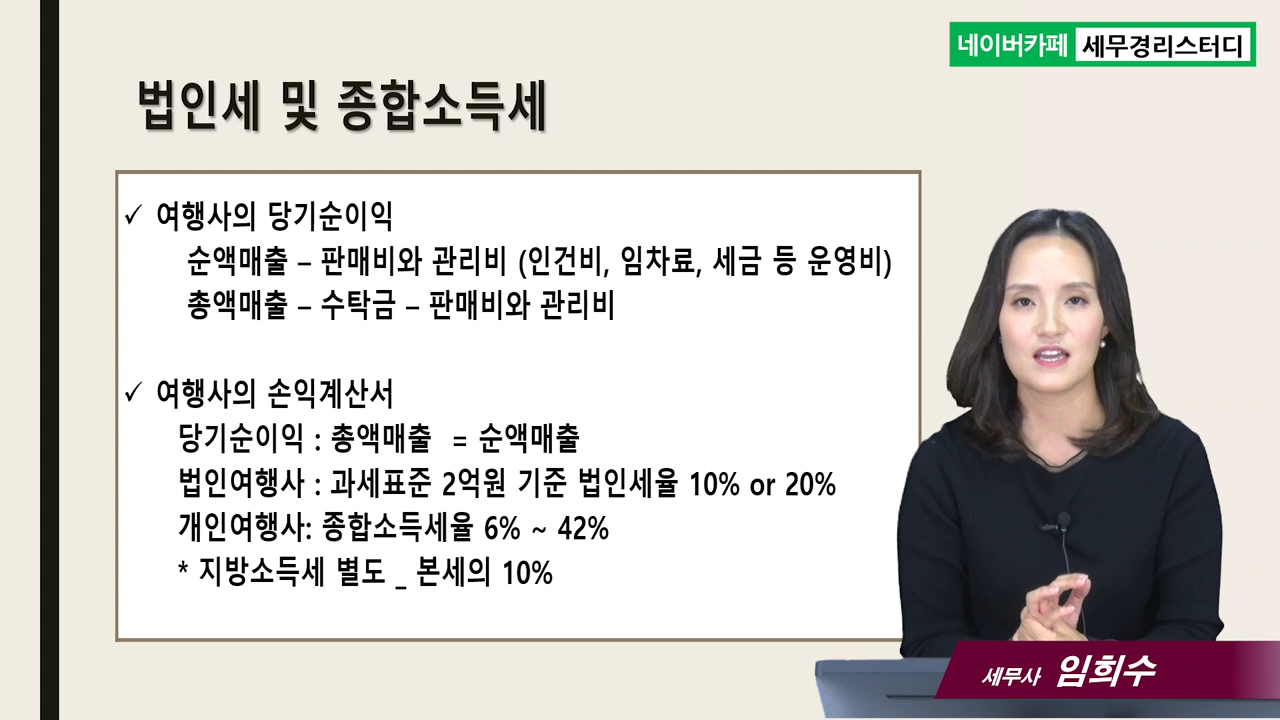 네이버카페 세무경리스터디
법인세 및 종합소득세
✓ 여행사의 당기순이익
순액매출 – 판매비와 관리비 (인건비, 임차료, 세금 등 운영비)
총액매출 – 수탁금 – 판매비와 관리비
✓ 여행사의 손익계산서
당기순이익 : 총액매출 = 순액매출
법인여행사 : 과세표준 2억원 기준 법인세율 10% or 20%
개인여행사: 종합소득세율 6% ~ 42%
* 지방소득세 별도 _ 본세의 10%
세무사 임희수